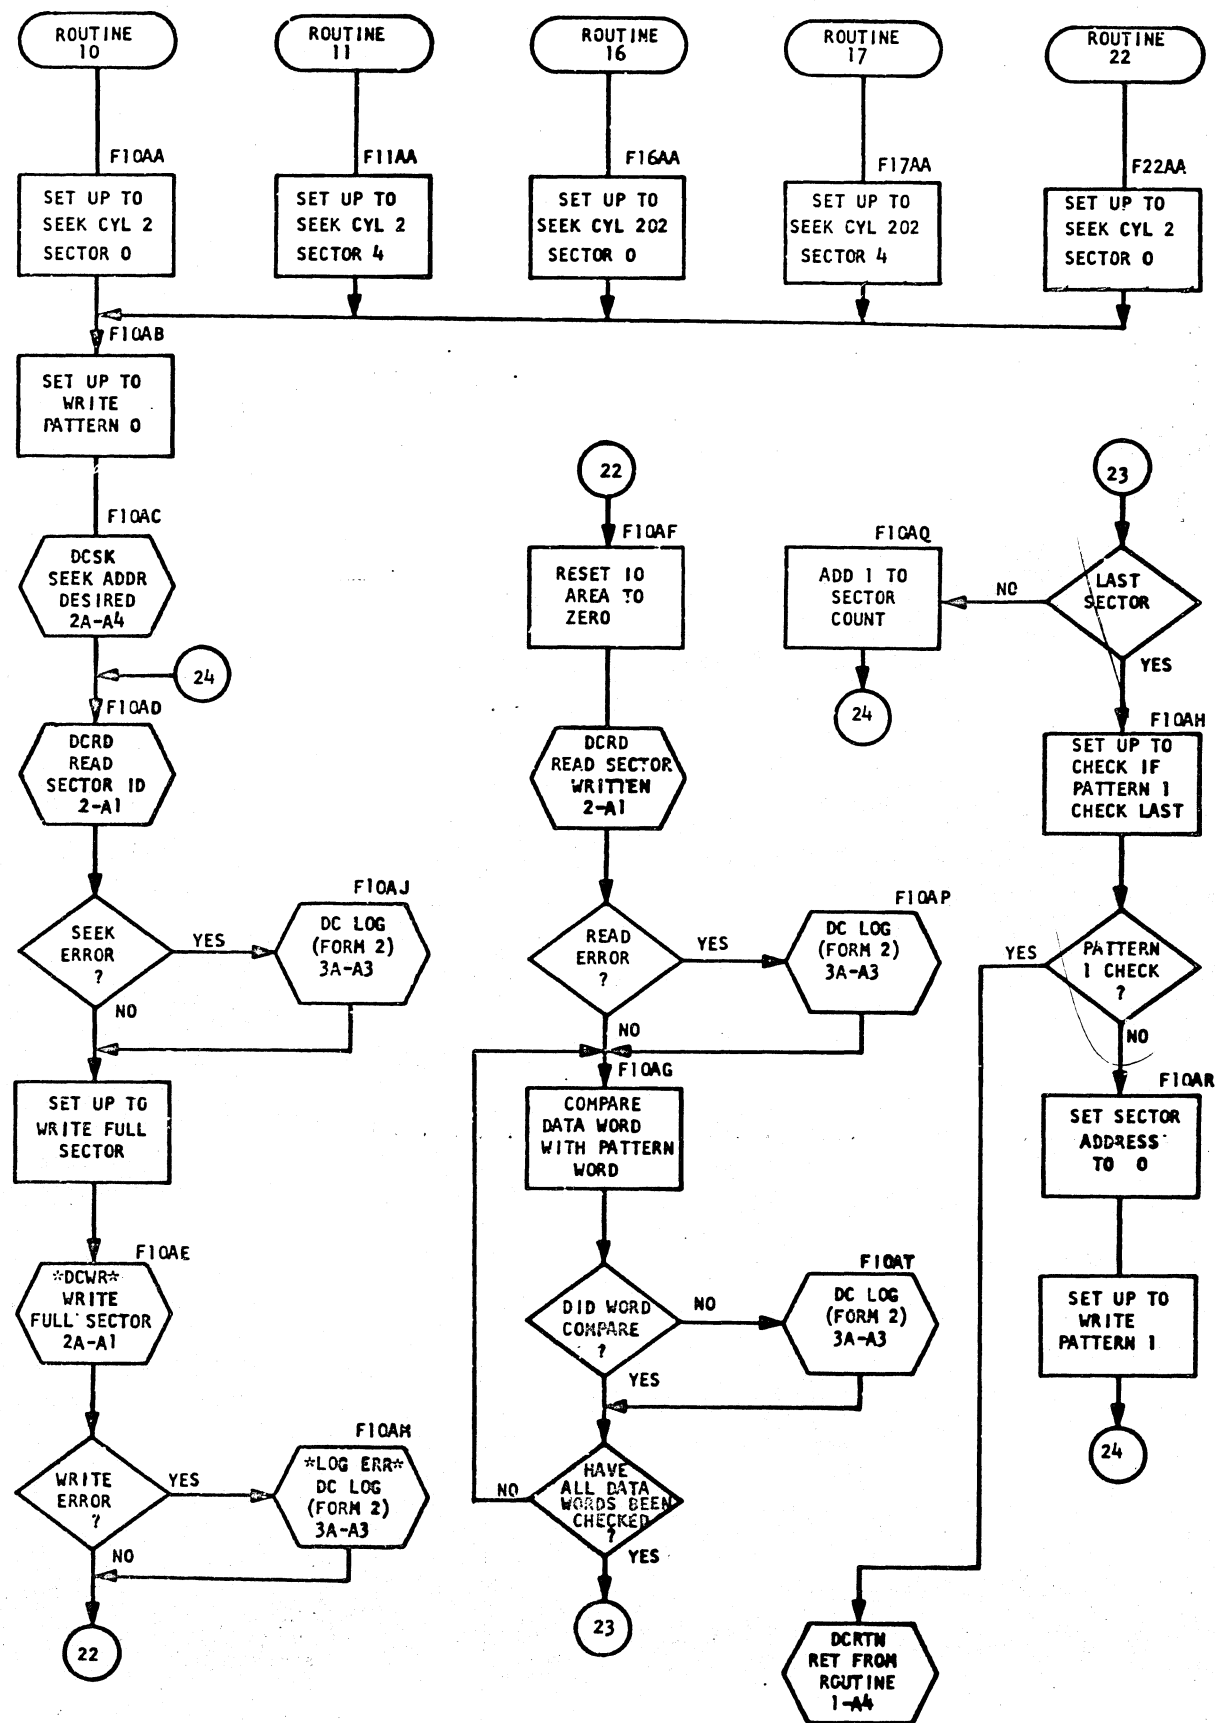 ROUTINE
10
ROUTINE
11
ROUTINE
16
ROUTINE
17
ROUTINE
22
F10AA
SET UP TO
SEEK CYL 2
SECTOR 0
F11AA
SET UP TO
SEEK CYL 2
SECTOR 4
F16AA
SET UP TO
SEEK CYL 202
SECTOR 0
F17AA
SET UP TO
SEEK CYL 202
SECTOR 4
F22AA
SET UP TO
SEEK CYL 2
SECTOR 0
F10AB
SET UP TO
WRITE
PATTERN 0
F10AC
DCSK
SEEK ADDR
DESIRED
2A-A4
24
F10AD
DCRD
READ
SECTOR ID
2-A1
SEEK
ERROR
?
YES
NO
F10AJ
DC LOG
(FORM 2)
3A-A3
SET UP TO
WRITE FULL
SECTOR
F10AE
*DCWR*
WRITE
FULL SECTOR
2A-A1
WRITE
ERROR
?
YES
NO
F10AM
*LOG ERR*
DC LOG
(FORM 2)
3A-A3
22
22
F10AF
RESET IO
AREA TO
ZERO
DCRD
READ SECTOR
WRITTEN
2-A1
READ
ERROR
?
YES
NO
F10AP
DC LOG
(FORM 2)
3A-A3
F10AG
COMPARE
DATA WORD
WITH PATTERN
WORD
DID WORD
COMPARE
?
NO
YES
F10AT
DC LOG
(FORM 2)
3A-A3
HAVE
ALL DATA
WORDS BEEN
CHECKED
?
NO
YES
23
23
LAST
SECTOR
NO
YES
F10AQ
ADD 1 TO
SECTOR
COUNT
24
F10AH
SET UP TO
CHECK IF
PATTERN 1
CHECK LAST
PATTERN
1 CHECK
?
YES
NO
F10AR
SET SECTOR
ADDRESS
TO 0
SET UP TO
WRITE
PATTERN 1
24
DCRTN
RET FROM
ROUTINE
1-A4